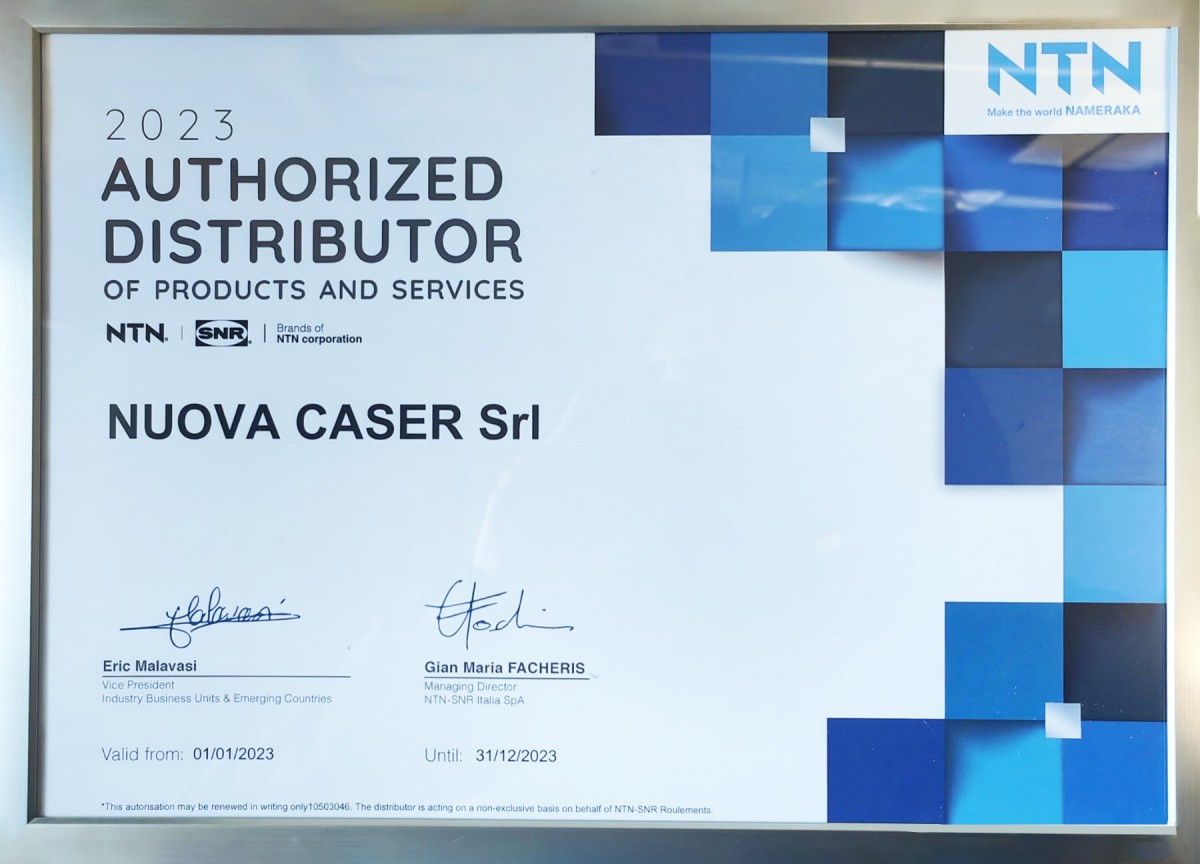 NTN
Make the world NAMERAKA
2023
AUTHORIZED
DISTRIBUTOR
OF PRODUCTS AND SERVICES
NTN. | SNR. | Brands of
NTN corporation
NUOVA CASER Srl
Eric Malavasi
Vice President
Industry Business Units & Emerging Countries
Gian Maria FACHERIS
Managing Director
NTN-SNR Italia SpA
Valid from: 01/01/2023
Until: 31/12/2023
*This autorisation may be renewed in writing only10503046. The distributor is acting on a non-exclusive basis on behalf of NTN-SNR Roulements.